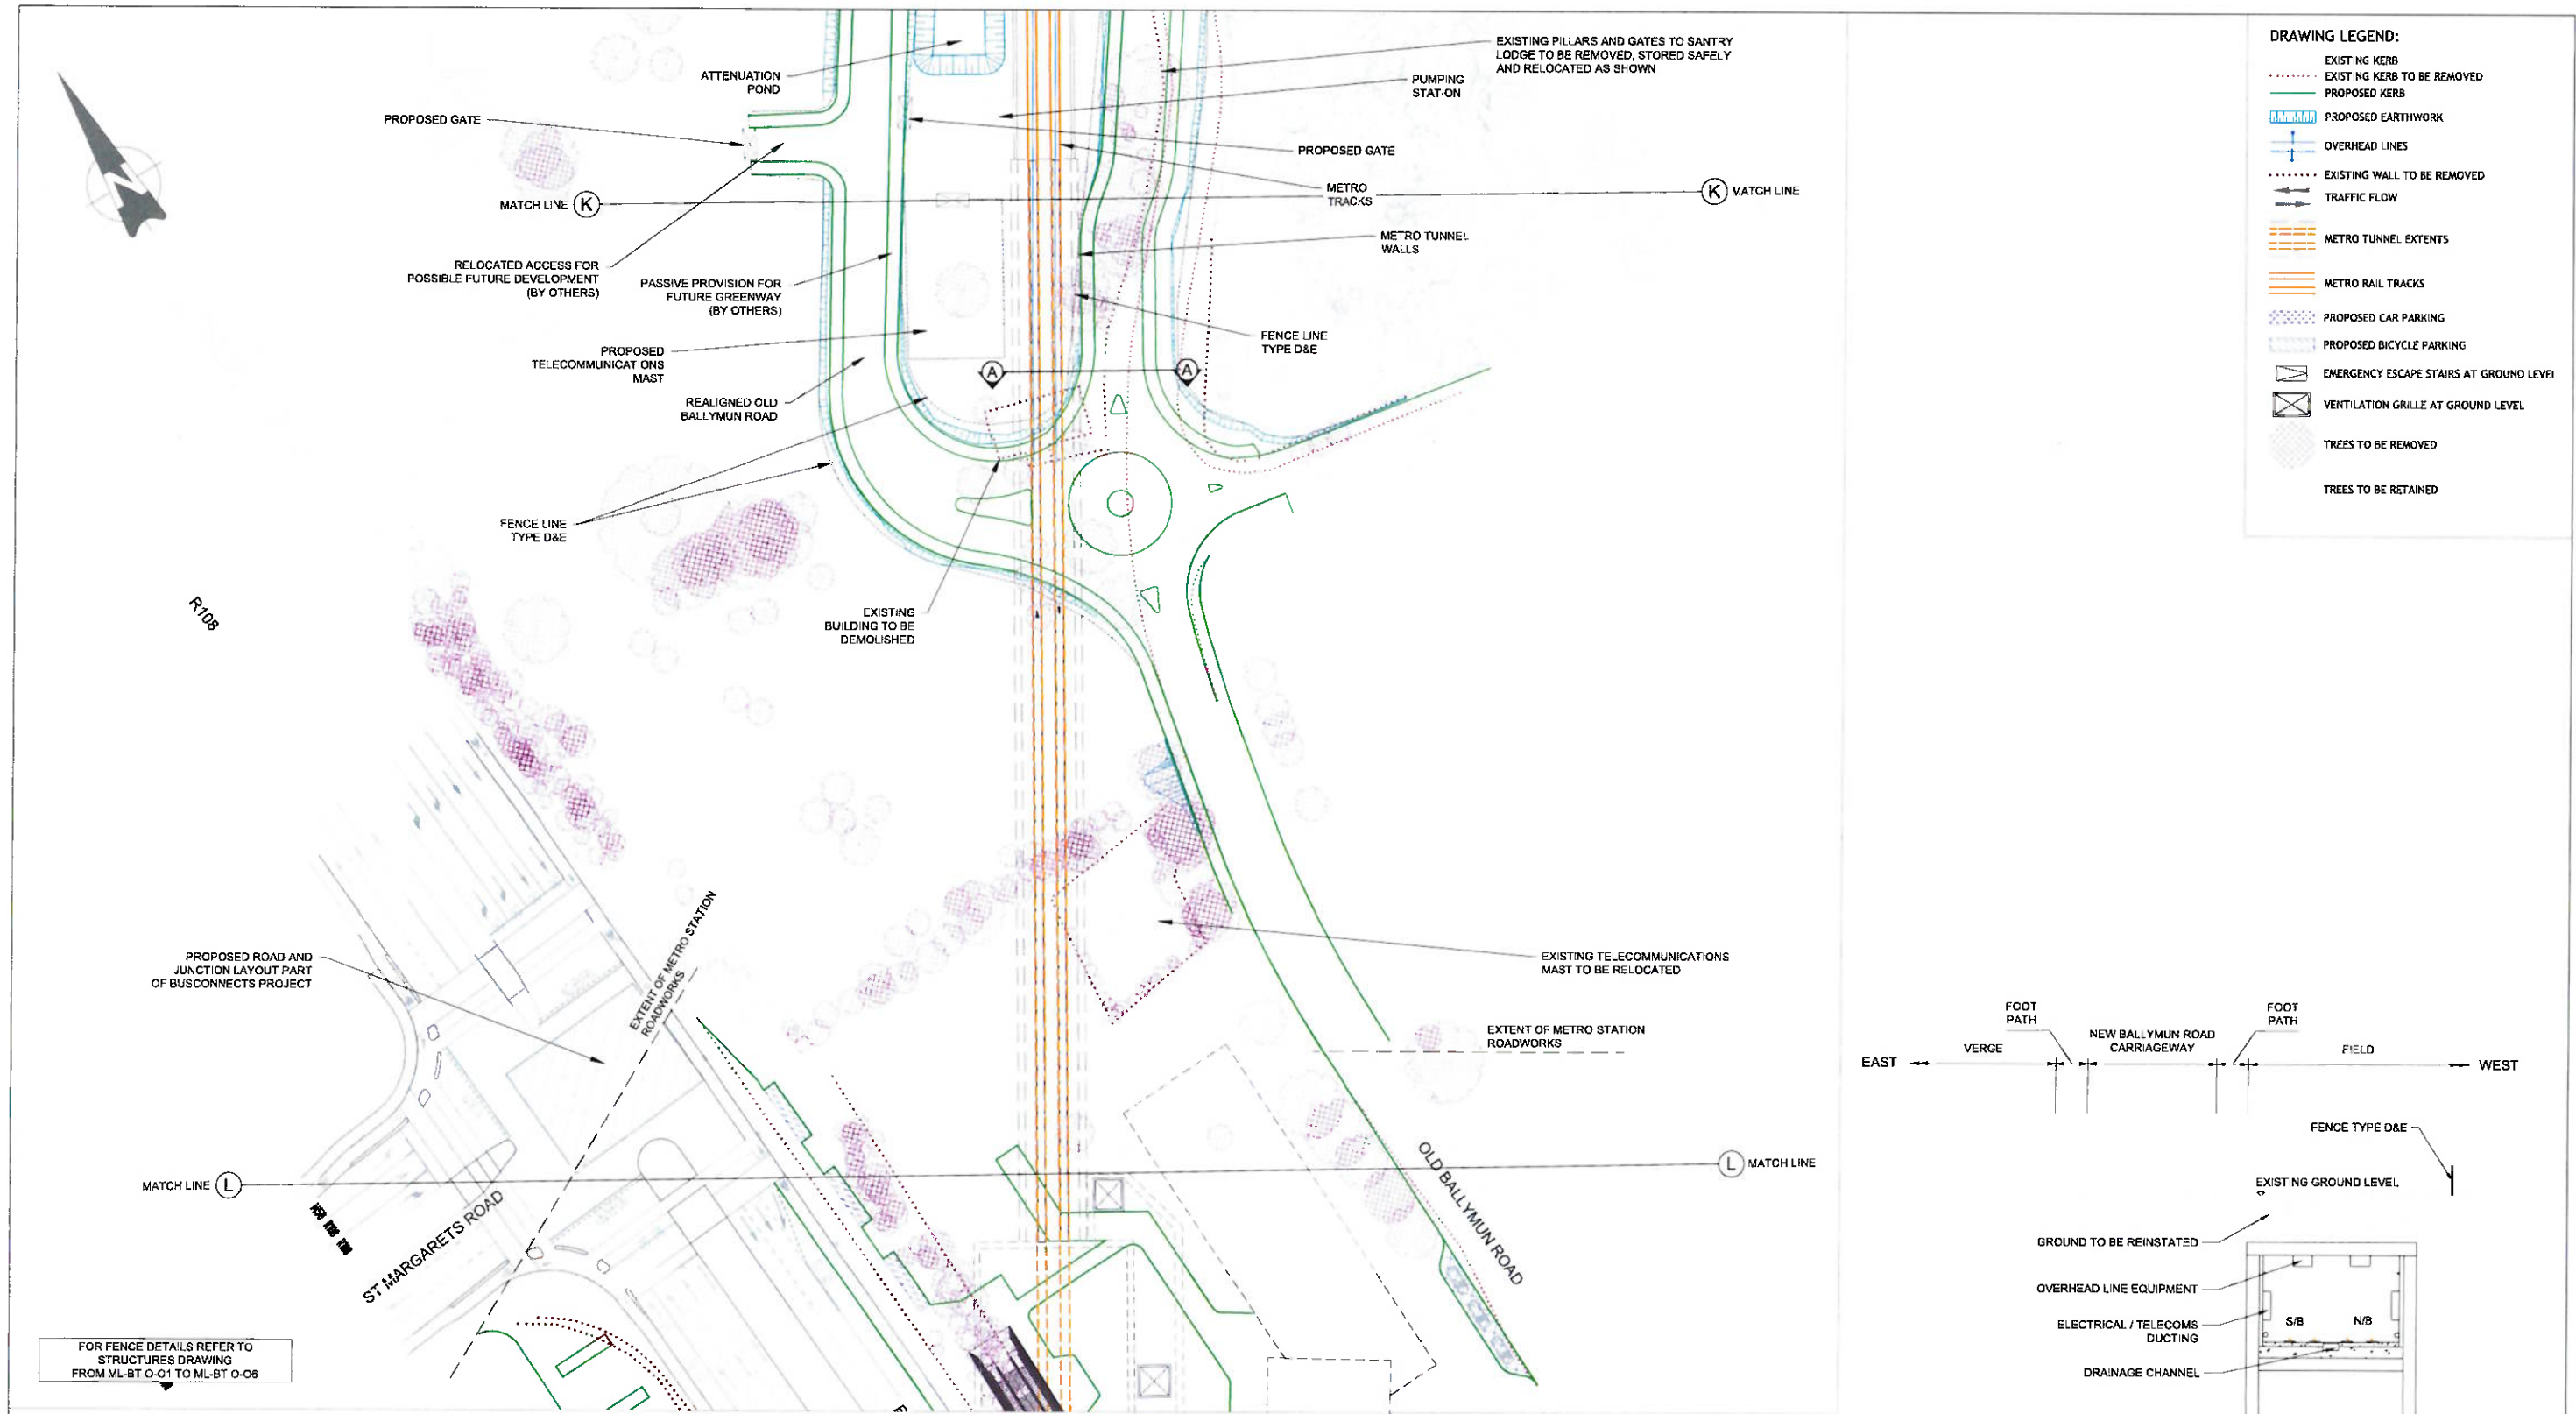 ATTENUATION
POND
PROPOSED GATE
EXISTING PILLARS AND GATES TO SANTRY
LODGE TO BE REMOVED, STORED SAFELY
AND RELOCATED AS SHOWN
PUMPING
STATION
PROPOSED GATE
METRO
TRACKS
MATCH LINE K
K MATCH LINE
METRO TUNNEL
WALLS
RELOCATED ACCESS FOR
POSSIBLE FUTURE DEVELOPMENT
(BY OTHERS)
PASSIVE PROVISION FOR
FUTURE GREENWAY
(BY OTHERS)
FENCE LINE
TYPE D&E
PROPOSED
TELECOMMUNICATIONS
MAST
A
A
REALIGNED OLD
BALLYMUN ROAD
FENCE LINE
TYPE D&E
EXISTING
BUILDING TO BE
DEMOLISHED
R108
N
PROPOSED ROAD AND
JUNCTION LAYOUT PART
OF BUSCONNECTS PROJECT
EXTENT OF METRO STATION
ROADWORKS
EXISTING TELECOMMUNICATIONS
MAST TO BE RELOCATED
EXTENT OF METRO STATION
ROADWORKS
MATCH LINE L
L MATCH LINE
ST MARGARETS ROAD
OLD BALLYMUN ROAD
FOR FENCE DETAILS REFER TO
STRUCTURES DRAWING
FROM ML-BT O-O1 TO ML-BT O-O6
DRAWING LEGEND:
EXISTING KERB
EXISTING KERB TO BE REMOVED
PROPOSED KERB
PROPOSED EARTHWORK
OVERHEAD LINES
EXISTING WALL TO BE REMOVED
TRAFFIC FLOW
METRO TUNNEL EXTENTS
METRO RAIL TRACKS
PROPOSED CAR PARKING
PROPOSED BICYCLE PARKING
EMERGENCY ESCAPE STAIRS AT GROUND LEVEL
VENTILATION GRILLE AT GROUND LEVEL
TREES TO BE REMOVED
TREES TO BE RETAINED
FOOT
PATH
FOOT
PATH
NEW BALLYMUN ROAD
CARRIAGEWAY
EAST
VERGE
FIELD
WEST
FENCE TYPE D&E
EXISTING GROUND LEVEL
GROUND TO BE REINSTATED
OVERHEAD LINE EQUIPMENT
ELECTRICAL / TELECOMS
DUCTING
S/B
N/B
DRAINAGE CHANNEL